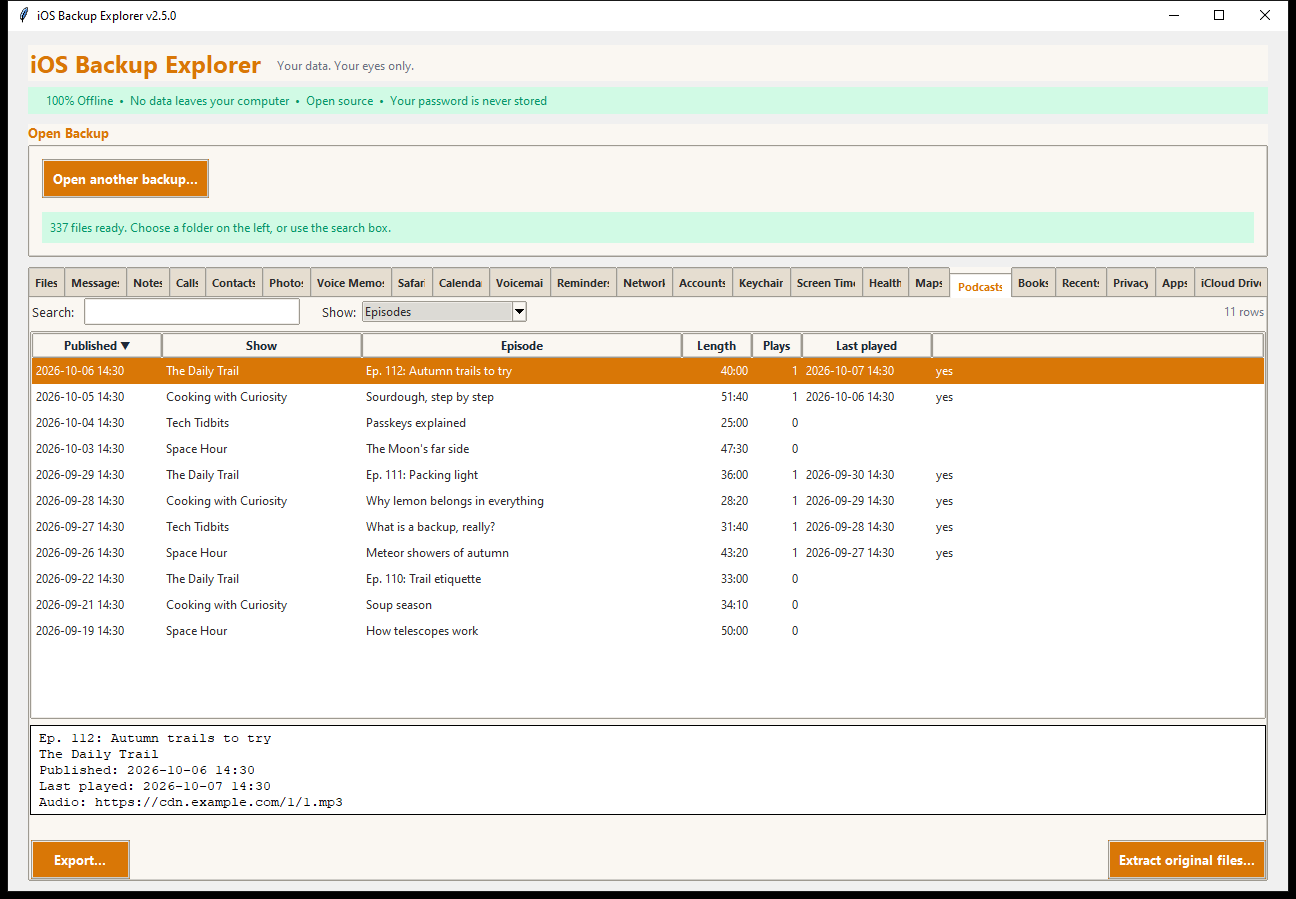 iOS Backup Explorer v2.5.0
iOS Backup Explorer Your data. Your eyes only.
100% Offline • No data leaves your computer • Open source • Your password is never stored
Open Backup
Open another backup...
337 files ready. Choose a folder on the left, or use the search box.
Files Messages Notes Calls Contacts Photos Voice Memos Safari Calenda Voicemai Reminders Network Accounts Keychain Screen Time Health Maps Podcasts Books Recents Privacy Apps iCloud Drive
Search: Show: Episodes 11 rows
Published ▼ Show Episode Length Plays Last played
2026-10-06 14:30 The Daily Trail Ep. 112: Autumn trails to try 40:00 1 2026-10-07 14:30 yes
2026-10-05 14:30 Cooking with Curiosity Sourdough, step by step 51:40 1 2026-10-06 14:30 yes
2026-10-04 14:30 Tech Tidbits Passkeys explained 25:00 0
2026-10-03 14:30 Space Hour The Moon's far side 47:30 0
2026-09-29 14:30 The Daily Trail Ep. 111: Packing light 36:00 1 2026-09-30 14:30 yes
2026-09-28 14:30 Cooking with Curiosity Why lemon belongs in everything 28:20 1 2026-09-29 14:30 yes
2026-09-27 14:30 Tech Tidbits What is a backup, really? 31:40 1 2026-09-28 14:30 yes
2026-09-26 14:30 Space Hour Meteor showers of autumn 43:20 1 2026-09-27 14:30 yes
2026-09-22 14:30 The Daily Trail Ep. 110: Trail etiquette 33:00 0
2026-09-21 14:30 Cooking with Curiosity Soup season 34:10 0
2026-09-19 14:30 Space Hour How telescopes work 50:00 0
Ep. 112: Autumn trails to try
The Daily Trail
Published: 2026-10-06 14:30
Last played: 2026-10-07 14:30
Audio: https://cdn.example.com/1/1.mp3
Export... Extract original files...